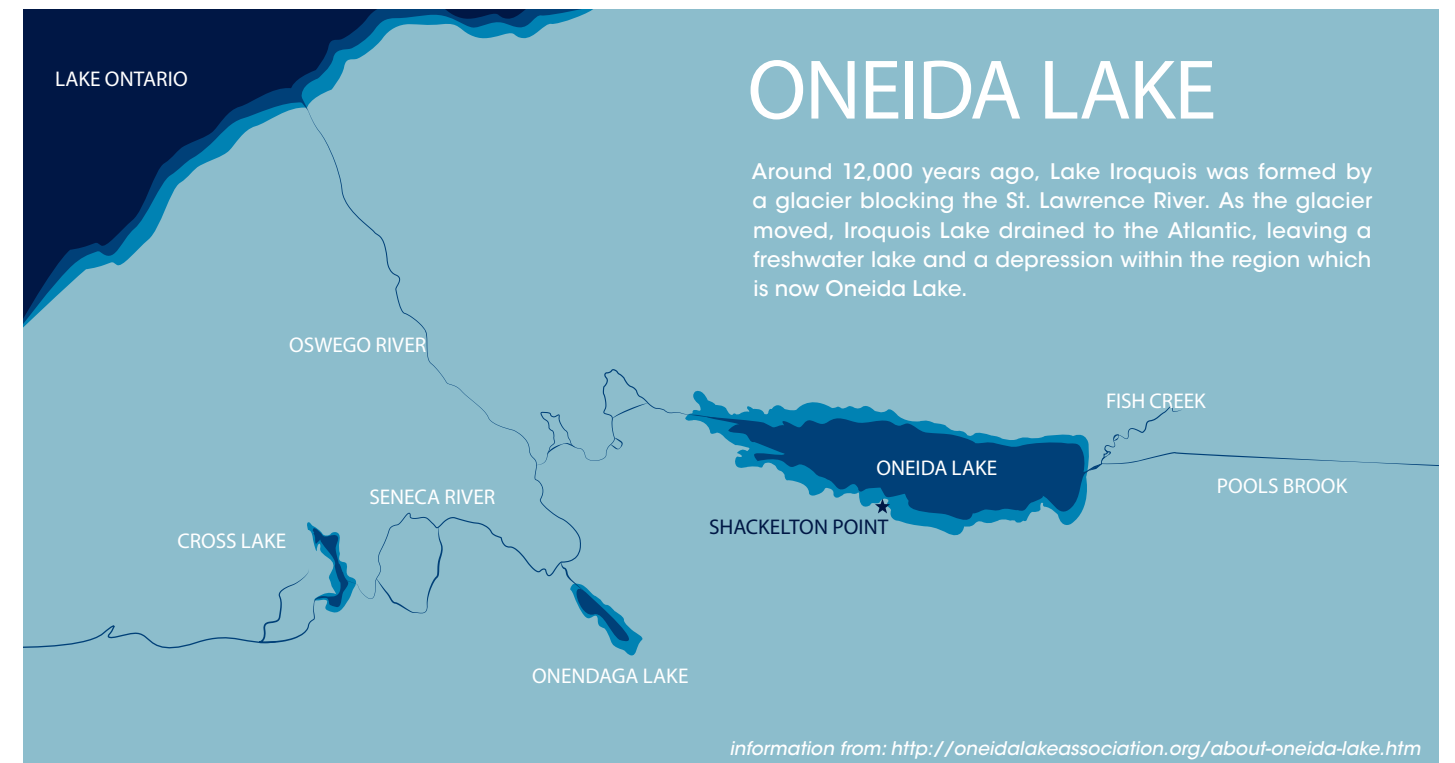 LAKE ONTARIO
ONEIDA LAKE
Around 12,000 years ago, Lake Iroquois was formed by
a glacier blocking the St. Lawrence River. As the glacier
moved, Iroquois Lake drained to the Atlantic, leaving a
freshwater lake and a depression within the region which
is now Oneida Lake.
OSWEGO RIVER
FISH CREEK
ONEIDA LAKE
POOLS BROOK
SENECA RIVER
SHACKELTON POINT
CROSS LAKE
ONENDAGA LAKE
information from: http://oneidalakeassociation.org/about-oneida-lake.htm